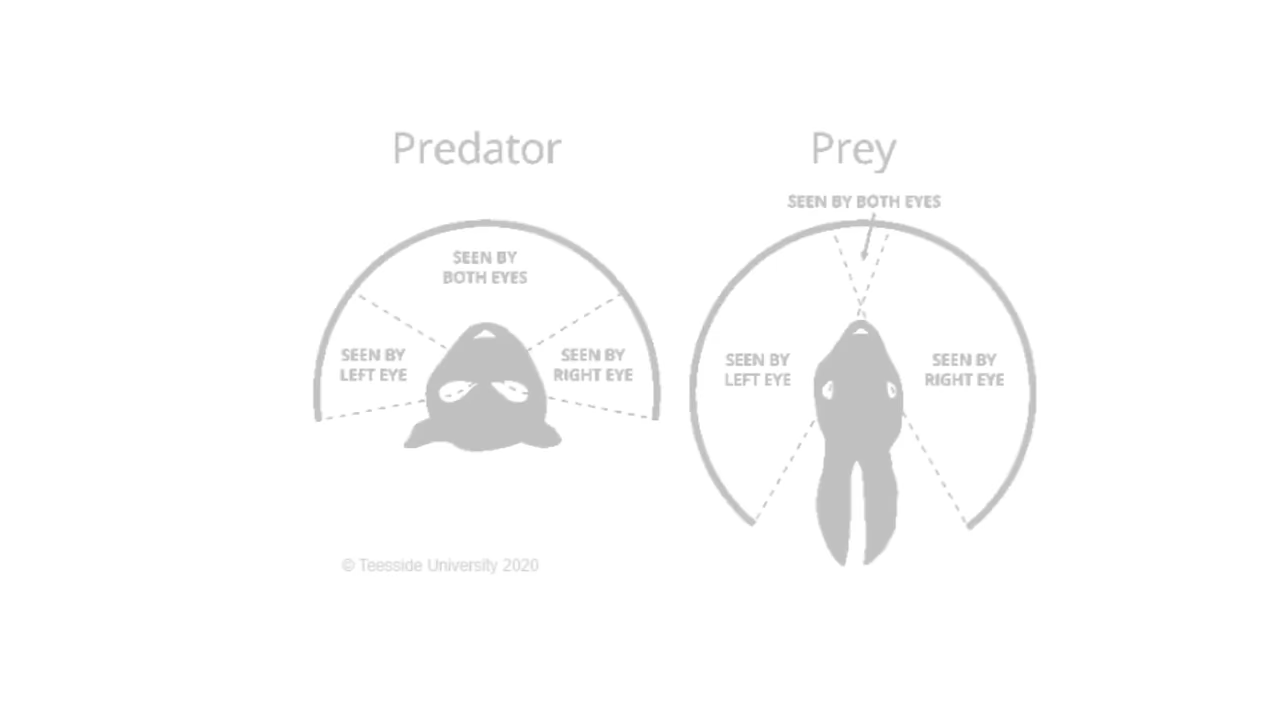 Predator
SEEN BY
BOTH EYES
SEEN BY
LEFT EYE
SEEN BY
RIGHT EYE
Prey
SEEN BY BOTH EYES
SEEN BY
LEFT EYE
SEEN BY
RIGHT EYE
© Teesside University 2020